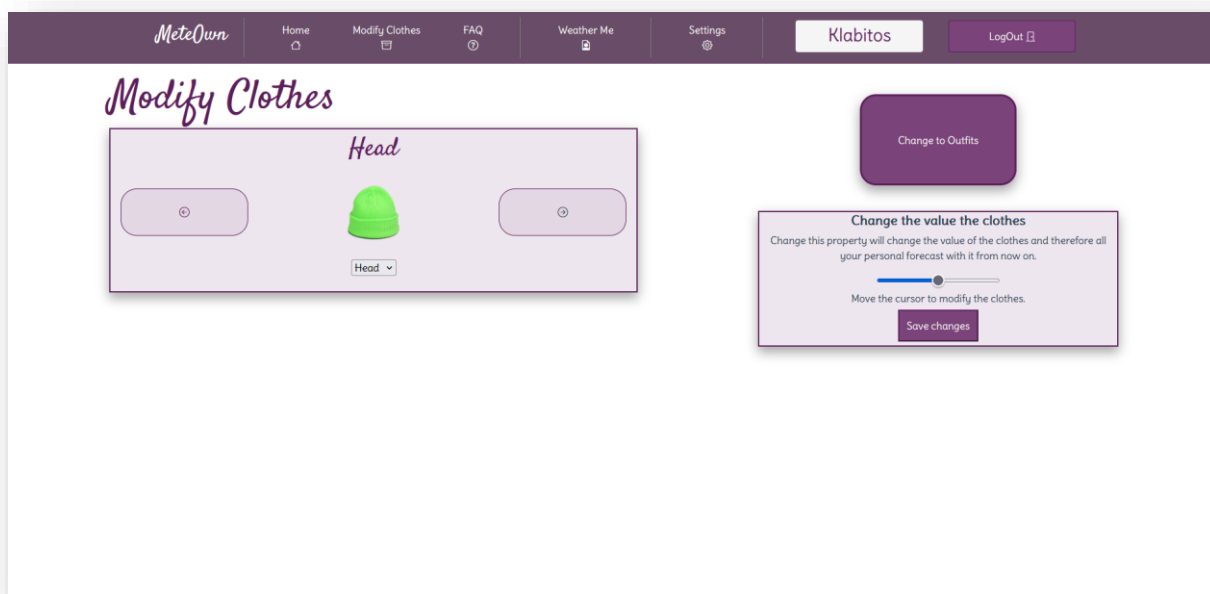 MeteOwn
Home
Modify Clothes
FAQ
Weather Me
Settings
Klabitos
LogOut
Modify Clothes
Head
Head
Change to Outfits
Change the value the clothes
Change this property will change the value of the clothes and therefore all
your personal forecast with it from now on.
Move the cursor to modify the clothes.
Save changes